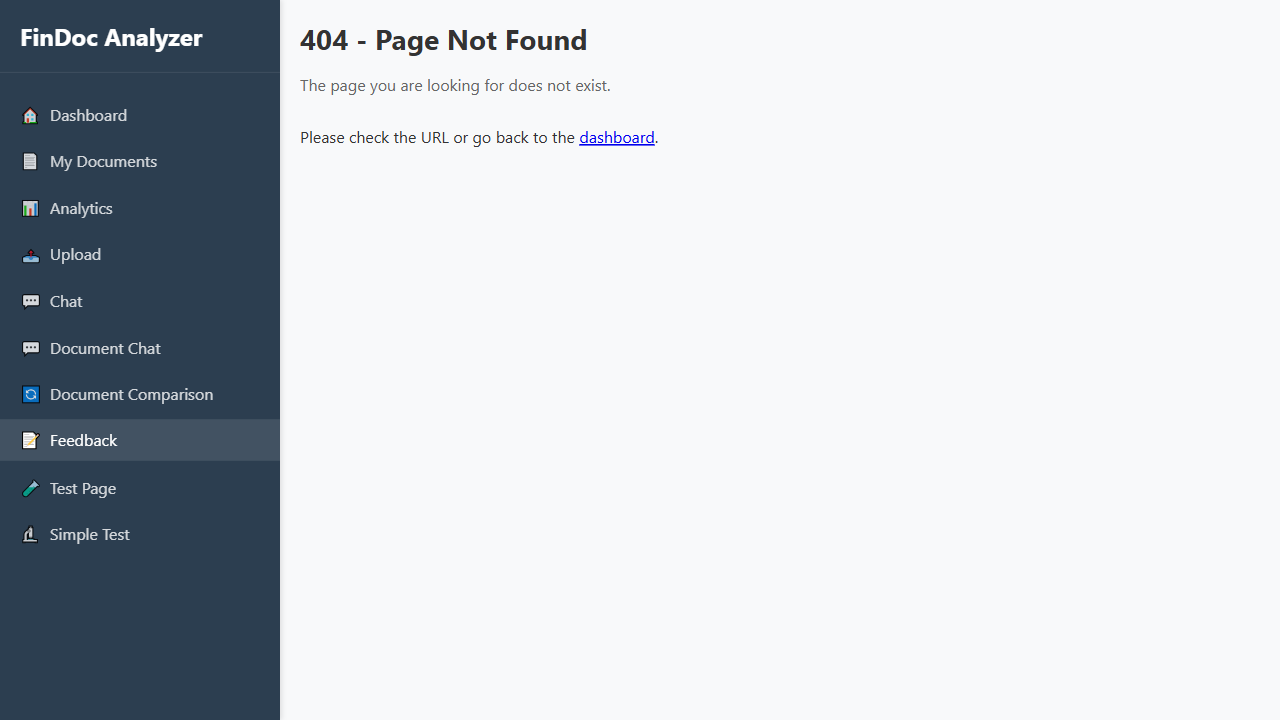 FinDoc Analyzer
Dashboard
My Documents
Analytics
Upload
Chat
Document Chat
Document Comparison
Feedback
Test Page
Simple Test
404 - Page Not Found
The page you are looking for does not exist.
Please check the URL or go back to the dashboard.